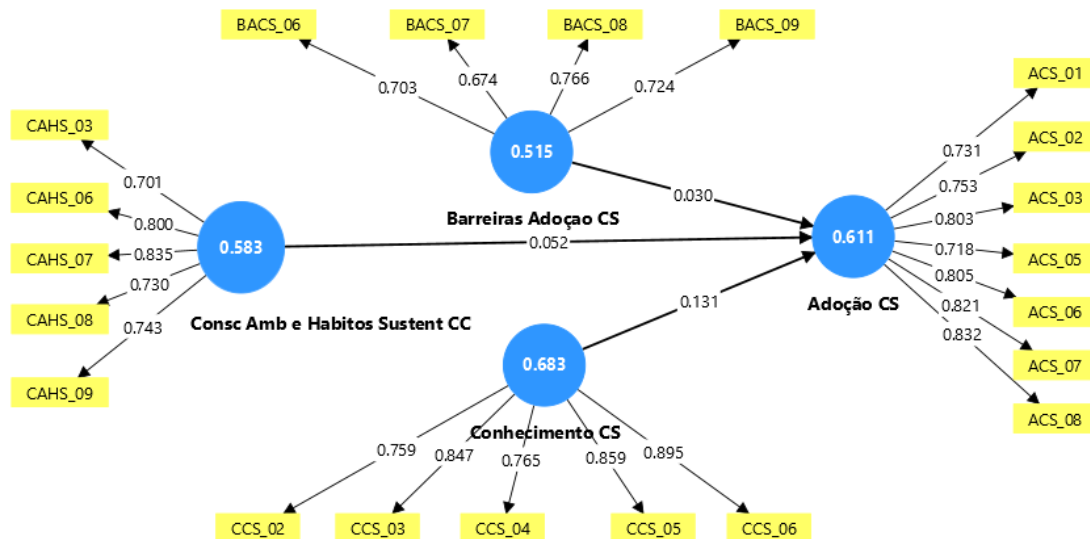 BACS_06
BACS_07
BACS_08
BACS_09
0.703
0.674
0.766
0.724
0.515
Barreiras Adoçao CS
CAHS_03
CAHS_06
CAHS_07
CAHS_08
CAHS_09
0.701
0.800
0.835
0.730
0.743
0.583
Consc Amb e Habitos Sustent CC
0.030
0.052
0.131
0.611
Adoção CS
0.731
0.753
0.803
0.718
0.805
0.821
0.832
ACS_01
ACS_02
ACS_03
ACS_05
ACS_06
ACS_07
ACS_08
0.683
Conhecimento CS
0.759
0.847
0.765
0.859
0.895
CCS_02
CCS_03
CCS_04
CCS_05
CCS_06